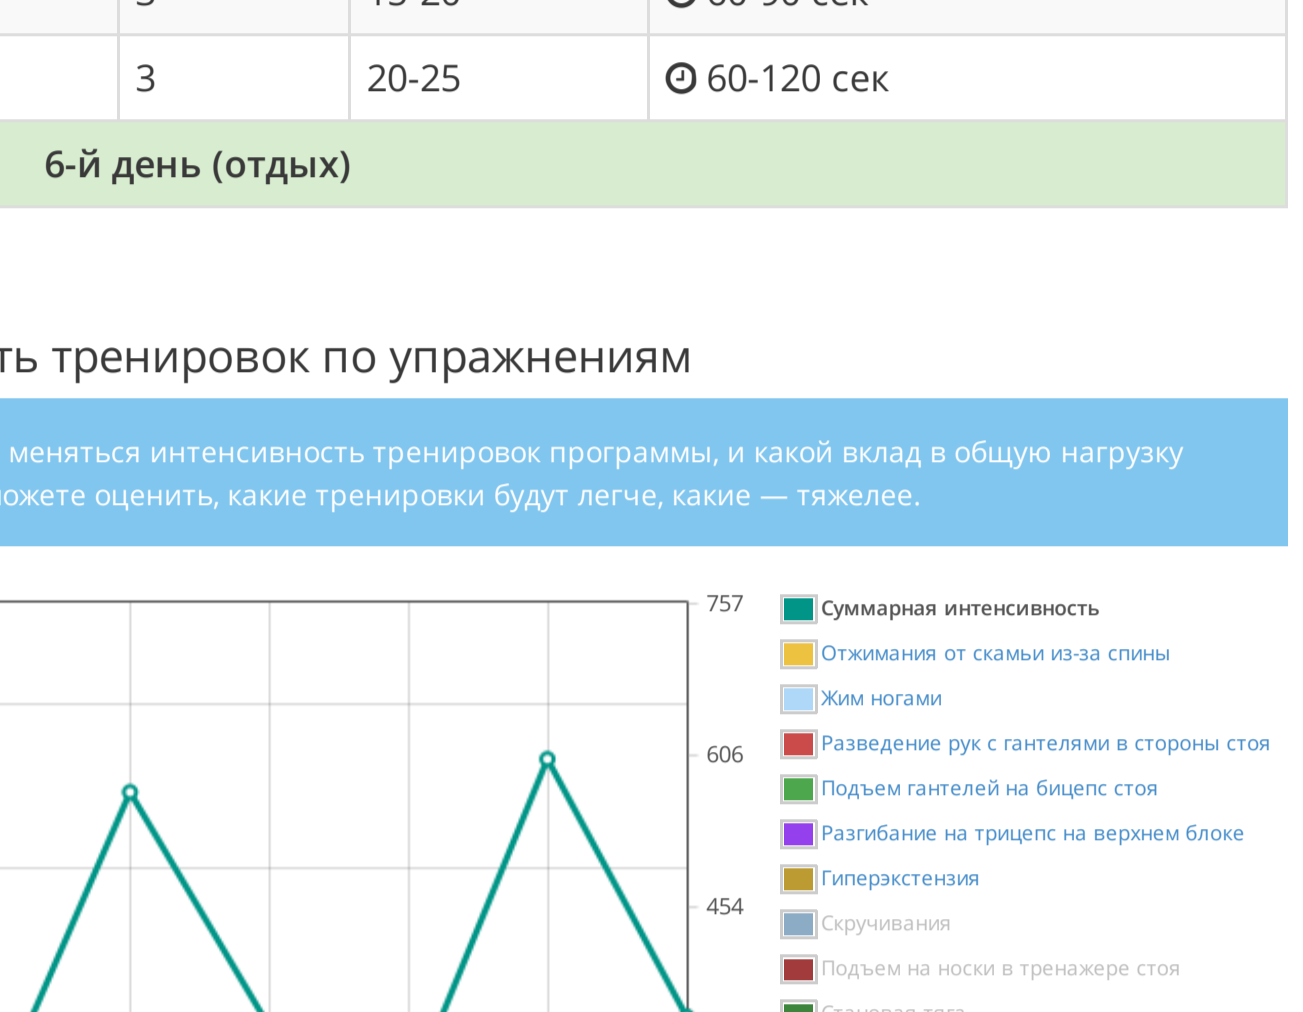 3 20-25 60-120 сек
6-й день (отдых)
ть тренировок по упражнениям
меняться интенсивность тренировок программы, и какой вклад в общую нагрузку
ожете оценить, какие тренировки будут легче, какие — тяжелее.
757
606
454
Суммарная интенсивность
Отжимания от скамьи из-за спины
Жим ногами
Разведение рук с гантелями в стороны стоя
Подъем гантелей на бицепс стоя
Разгибание на трицепс на верхнем блоке
Гиперэкстензия
Скручивания
Подъем на носки в тренажере стоя